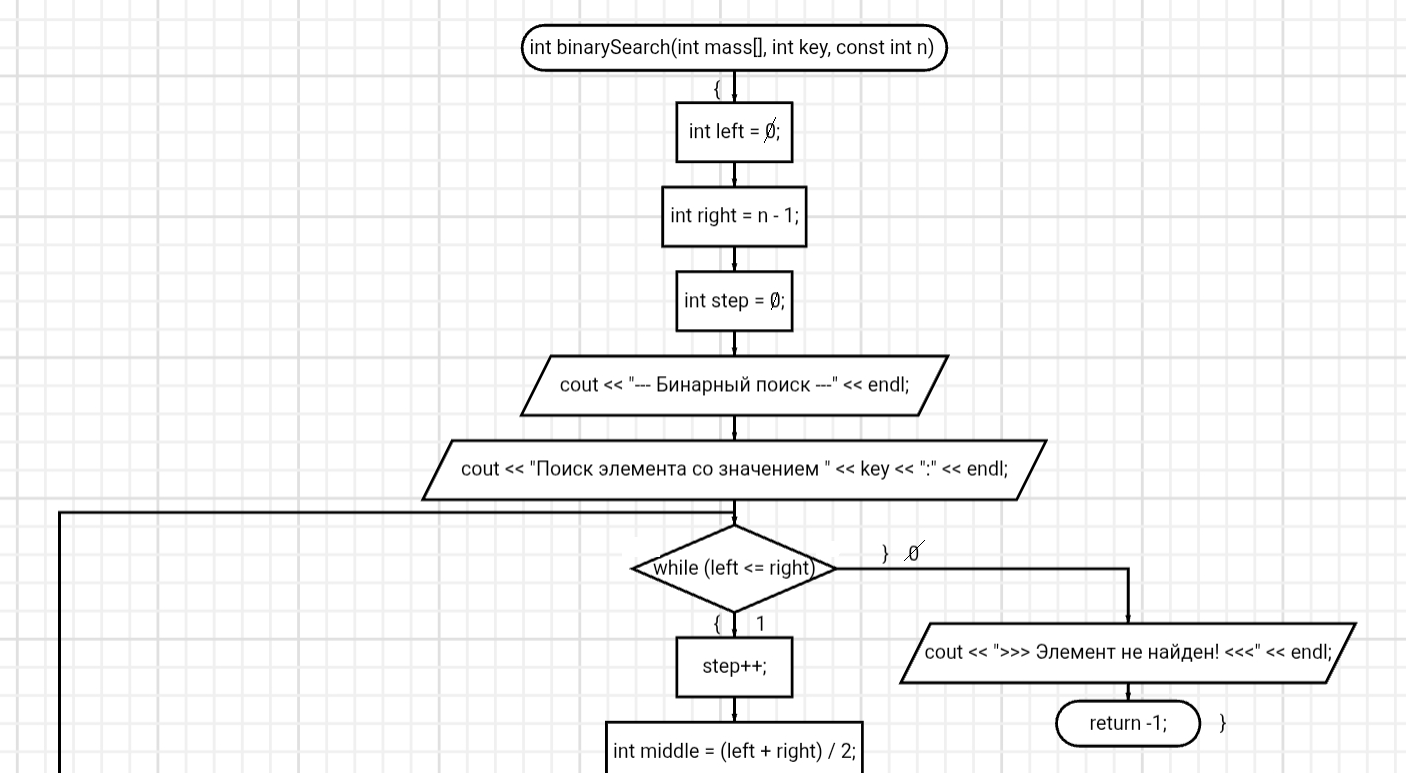 int binarySearch(int mass[], int key, const int n)
{
int left = 0;
int right = n - 1;
int step = 0;
cout << "--- Бинарный поиск ---" << endl;
cout << "Поиск элемента со значением " << key << ":" << endl;
while (left <= right)
} 0
{ 1
step++;
cout << ">>> Элемент не найден! <<<" << endl;
return -1; }
int middle = (left + right) / 2;